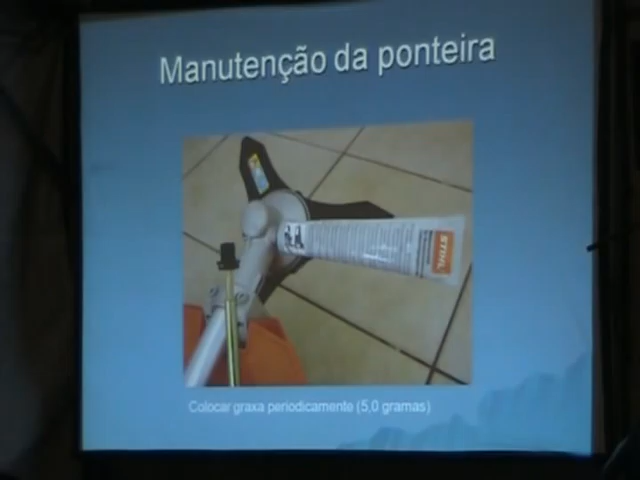 Manutenção da ponteira
STIHL
Colocar graxa periodicamente (5,0 gramas)